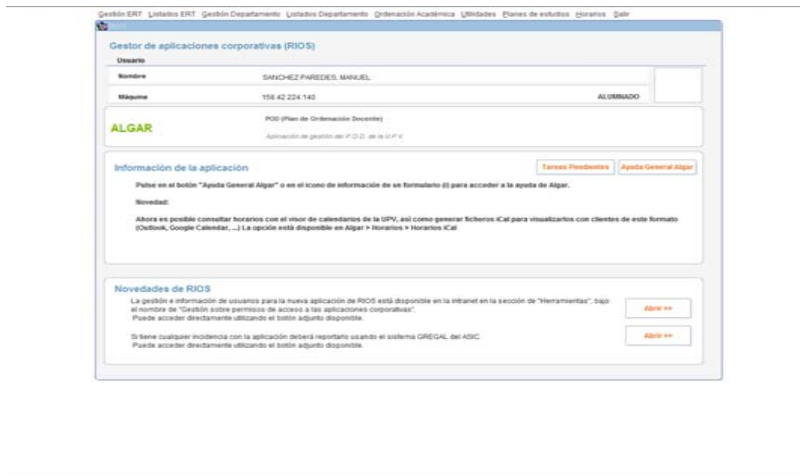 Gestión ERT Listados ERT Gestión Departamento Listados Departamento Ordenación Académica Utilidades Planes de estudios Horarios Salir
Gestor de aplicaciones corporativas (RIOS)
Usuario
Nombre SANCHEZ PAREDES, MANUEL
Máquina 158.42.224.140 ALUMNADO
ALGAR
POD (Plan de Ordenación Docente)
Aplicación de gestión del P.O.D. de la U.P.V.
Información de la aplicación Tareas Pendientes Ayuda General Algar
Pulse en el botón "Ayuda General Algar" o en el icono de información de un formulario (i) para acceder a la ayuda de Algar.
Novedad:
Ahora es posible consultar horarios con el visor de calendarios de la UPV, así como generar ficheros iCal para visualizarlos con clientes de este formato
(Outlook, Google Calendar, ...) La opción está disponible en Algar > Horarios > Horarios iCal
Novedades de RIOS
La gestión e información de usuarios para la nueva aplicación de RIOS está disponible en la intranet en la sección de "Herramientas", bajo
el nombre de "Gestión sobre permisos de acceso a las aplicaciones corporativas".
Puede acceder directamente utilizando el botón adjunto disponible.
Abrir >>
Si tiene cualquier incidencia con la aplicación deberá reportarlo usando el sistema GREGAL del ASIC.
Puede acceder directamente utilizando el botón adjunto disponible.
Abrir >>